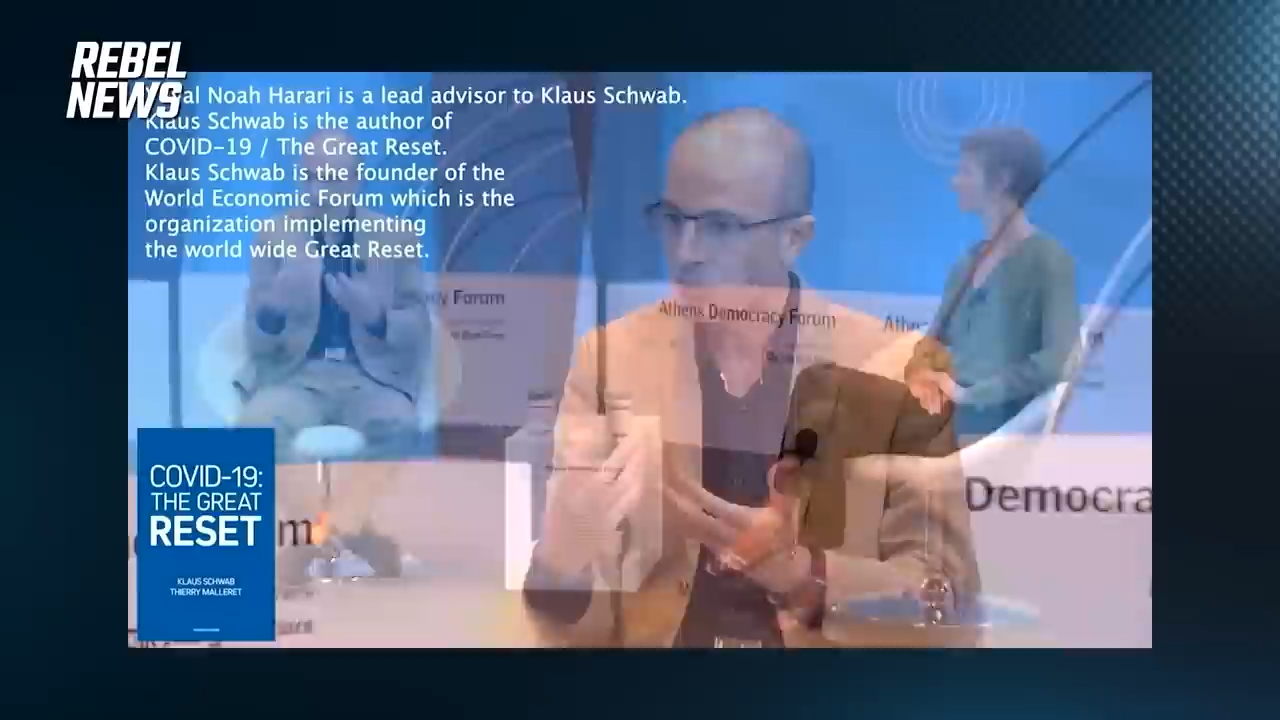 REBEL
NEWS
Noah Harari is a lead advisor to Klaus Schwab.
Klaus Schwab is the author of
COVID-19 / The Great Reset.
Klaus Schwab is the founder of the
World Economic Forum which is the
organization implementing
the world wide Great Reset.
Forum
Athens Democracy Forum
Democra
COVID-19:
THE GREAT
RESET
KLAUS SCHWAB
THIERRY MALLERET